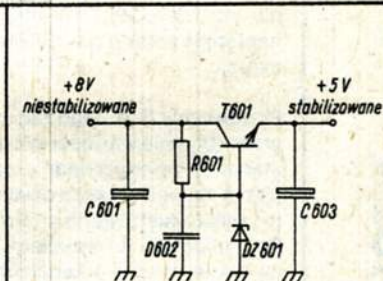 +8V
niestabilizowane
T601
+5V
stabilizowane
R601
C601
D602
DZ601
C603